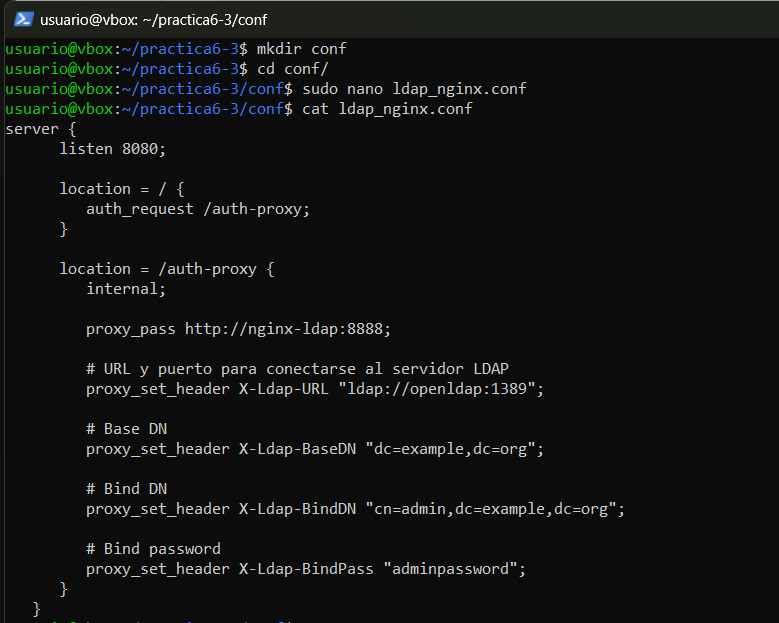 usuario@vbox: ~/practica6-3/conf
usuario@vbox:~/practica6-3$ mkdir conf
usuario@vbox:~/practica6-3$ cd conf/
usuario@vbox:~/practica6-3/conf$ sudo nano ldap_nginx.conf
usuario@vbox:~/practica6-3/conf$ cat ldap_nginx.conf
server {
      listen 8080;

      location = / {
         auth_request /auth-proxy;
      }

      location = /auth-proxy {
         internal;

         proxy_pass http://nginx-ldap:8888;

         # URL y puerto para conectarse al servidor LDAP
         proxy_set_header X-Ldap-URL "ldap://openldap:1389";

         # Base DN
         proxy_set_header X-Ldap-BaseDN "dc=example,dc=org";

         # Bind DN
         proxy_set_header X-Ldap-BindDN "cn=admin,dc=example,dc=org";

         # Bind password
         proxy_set_header X-Ldap-BindPass "adminpassword";
      }
   }